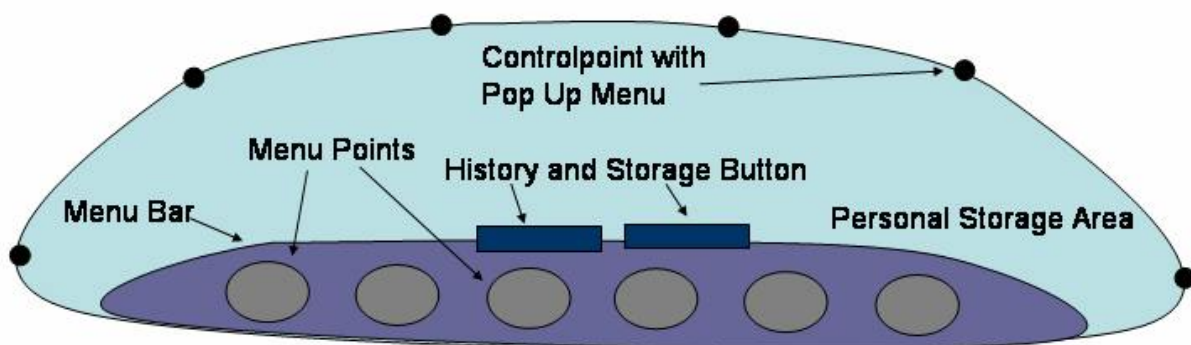 Controlpoint with
Pop Up Menu
Menu Points
History and Storage Button
Menu Bar
Personal Storage Area